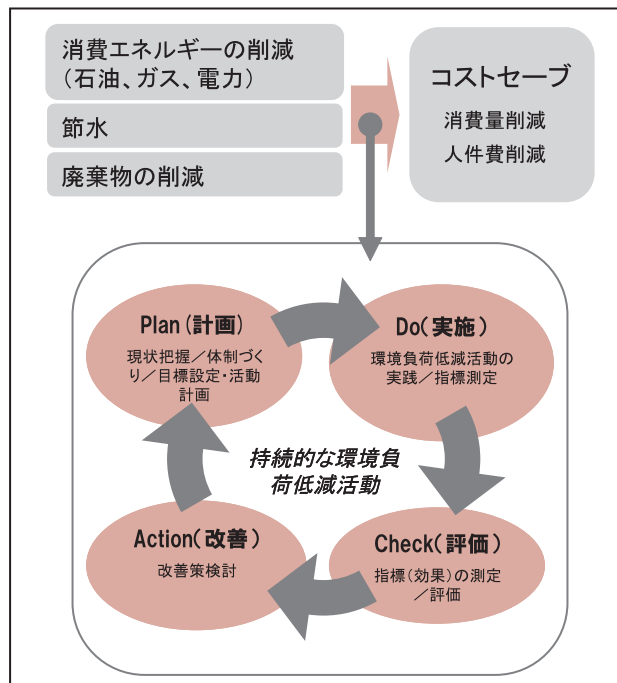 消費エネルギーの削減
（石油、ガス、電力）
節水
廃棄物の削減
コストセーブ
消費量削減
人件費削減
Plan（計画）
現状把握／体制づく
り／目標設定・活動
計画
Do（実施）
環境負荷低減活動の
実践／指標測定
持続的な環境負
荷低減活動
Action（改善）
改善策検討
Check（評価）
指標（効果）の測定
／評価